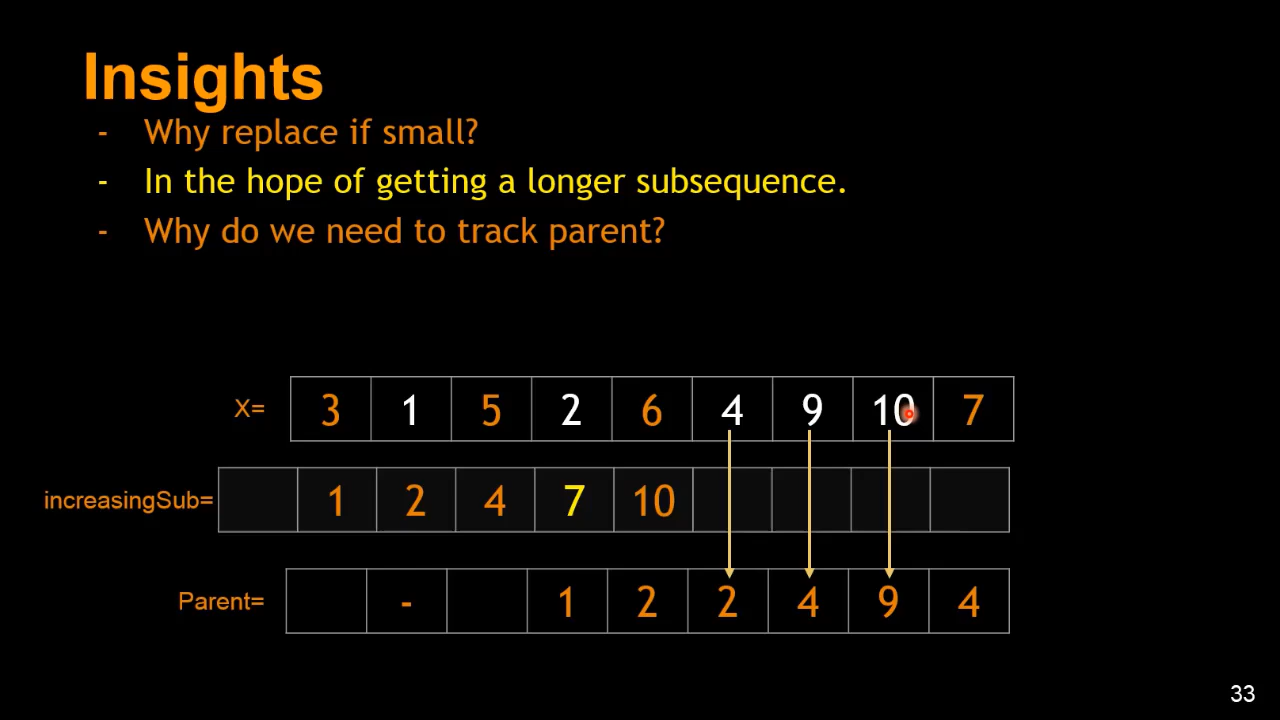 Insights
- Why replace if small?
- In the hope of getting a longer subsequence.
- Why do we need to track parent?
X= 3 1 5 2 6 4 9 10 7
increasingSub= 1 2 4 7 10
Parent= - 1 2 2 4 9 4
33